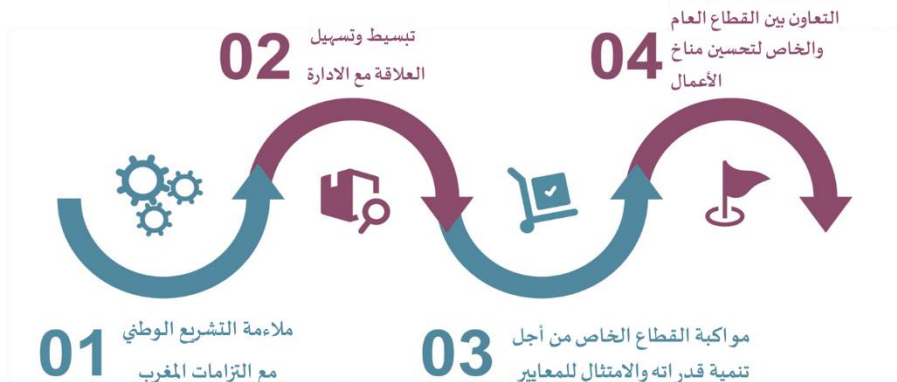 01
ملاءمة التشريع الوطني
مع التزامات المغرب
02
تبسيط وتسهيل
العلاقة مع الادارة
03
مواكبة القطاع الخاص من أجل
تنمية قدراته والامتثال للمعايير
04
التعاون بين القطاع العام
والخاص لتحسين مناخ
الأعمال